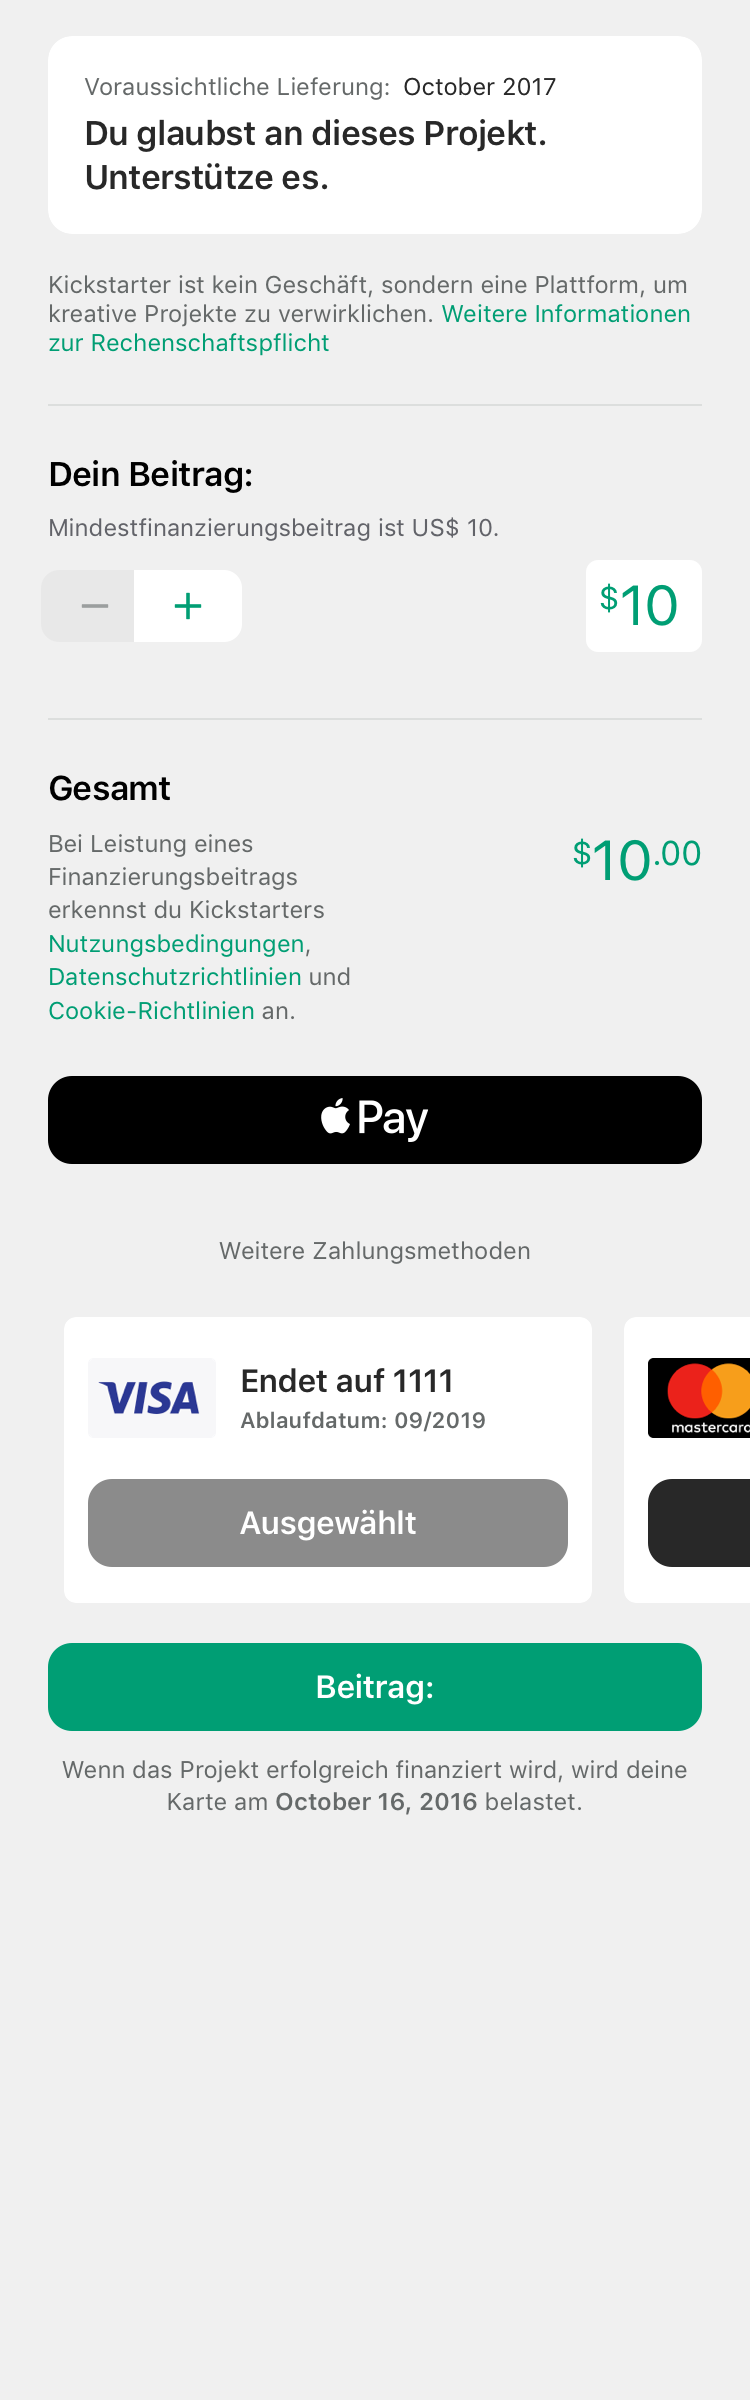 Voraussichtliche Lieferung: October 2017
Du glaubst an dieses Projekt.
Unterstütze es.
Kickstarter ist kein Geschäft, sondern eine Plattform, um
kreative Projekte zu verwirklichen. Weitere Informationen
zur Rechenschaftspflicht
Dein Beitrag:
Mindestfinanzierungsbeitrag ist US$ 10.
$10
Gesamt
Bei Leistung eines
Finanzierungsbeitrags
erkennst du Kickstarters
Nutzungsbedingungen,
Datenschutzrichtlinien und
Cookie-Richtlinien an.
$10.00
Pay
Weitere Zahlungsmethoden
VISA
Endet auf 1111
Ablaufdatum: 09/2019
mastercard
Ausgewählt
Beitrag:
Wenn das Projekt erfolgreich finanziert wird, wird deine
Karte am October 16, 2016 belastet.